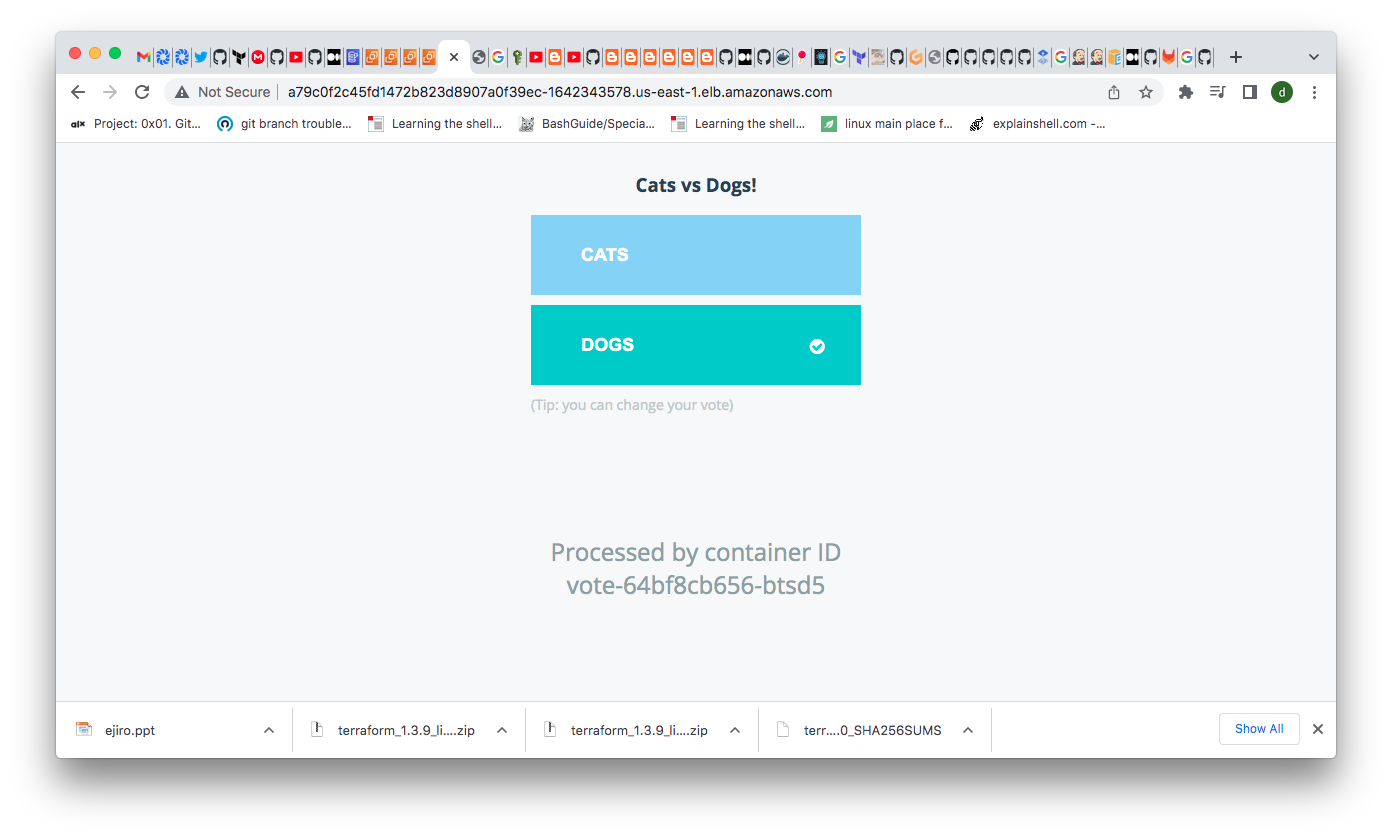 Not Secure a79c0f2c45fd1472b823d8907a0f39ec-1642343578.us-east-1.elb.amazonaws.com d
alx Project: 0x01. Git... git branch trouble... Learning the shell... BashGuide/Specia... Learning the shell... linux main place f... explainshell.com -...
Cats vs Dogs!
CATS
DOGS
(Tip: you can change your vote)
Processed by container ID
vote-64bf8cb656-btsd5
ejiro.ppt terraform_1.3.9_li....zip terraform_1.3.9_li....zip terr....0_SHA256SUMS Show All